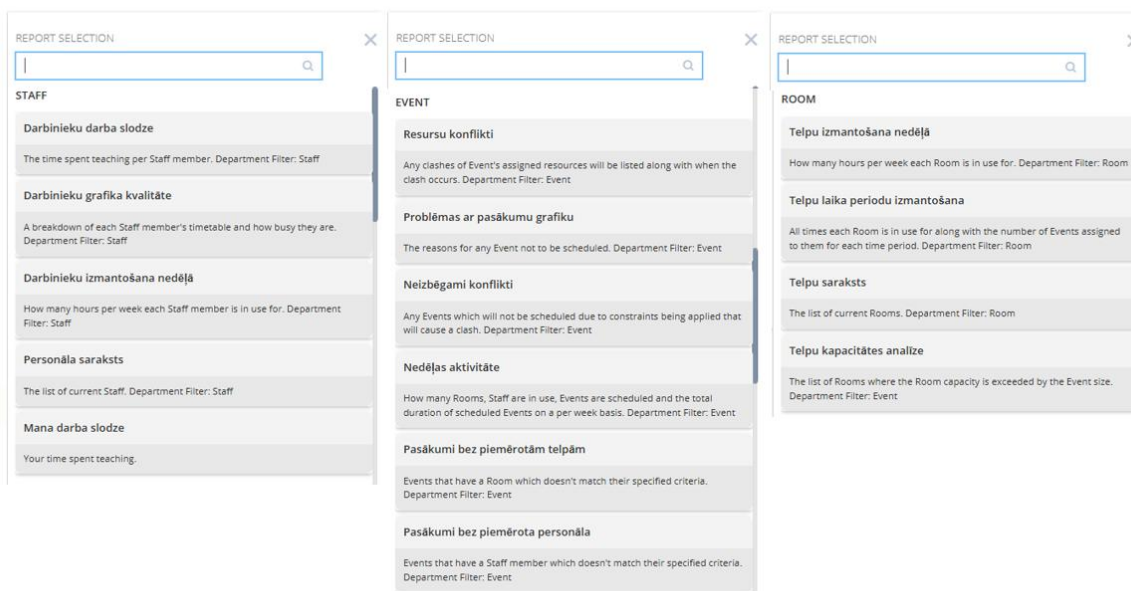 REPORT SELECTION
STAFF
Darbinieku darba slodze
The time spent teaching per Staff member. Department Filter: Staff
Darbinieku grafika kvalitāte
A breakdown of each Staff member's timetable and how busy they are.
Department Filter: Staff
Darbinieku izmantošana nedēļā
How many hours per week each Staff member is in use for. Department
Filter: Staff
Personāla saraksts
The list of current Staff. Department Filter: Staff
Mana darba slodze
Your time spent teaching.
REPORT SELECTION
EVENT
Resursu konflikti
Any clashes of Event's assigned resources will be listed along with when the
clash occurs. Department Filter: Event
Problēmas ar pasākumu grafiku
The reasons for any Event not to be scheduled. Department Filter: Event
Neizbēgami konflikti
Any Events which will not be scheduled due to constraints being applied that
will cause a clash. Department Filter: Event
Nedēļas aktivitāte
How many Rooms, Staff are in use, Events are scheduled and the total
duration of scheduled Events on a per week basis. Department Filter: Event
Pasākumi bez piemērotām telpām
Events that have a Room which doesn't match their specified criteria.
Department Filter: Event
Pasākumi bez piemērota personāla
Events that have a Staff member which doesn't match their specified criteria.
Department Filter: Event
REPORT SELECTION
ROOM
Telpu izmantošana nedēļā
How many hours per week each Room is in use for. Department Filter: Room
Telpu laika periodu izmantošana
All times each Room is in use for along with the number of Events assigned
to them for each time period. Department Filter: Room
Telpu saraksts
The list of current Rooms. Department Filter: Room
Telpu kapacitātes analīze
The list of Rooms where the Room capacity is exceeded by the Event size.
Department Filter: Event